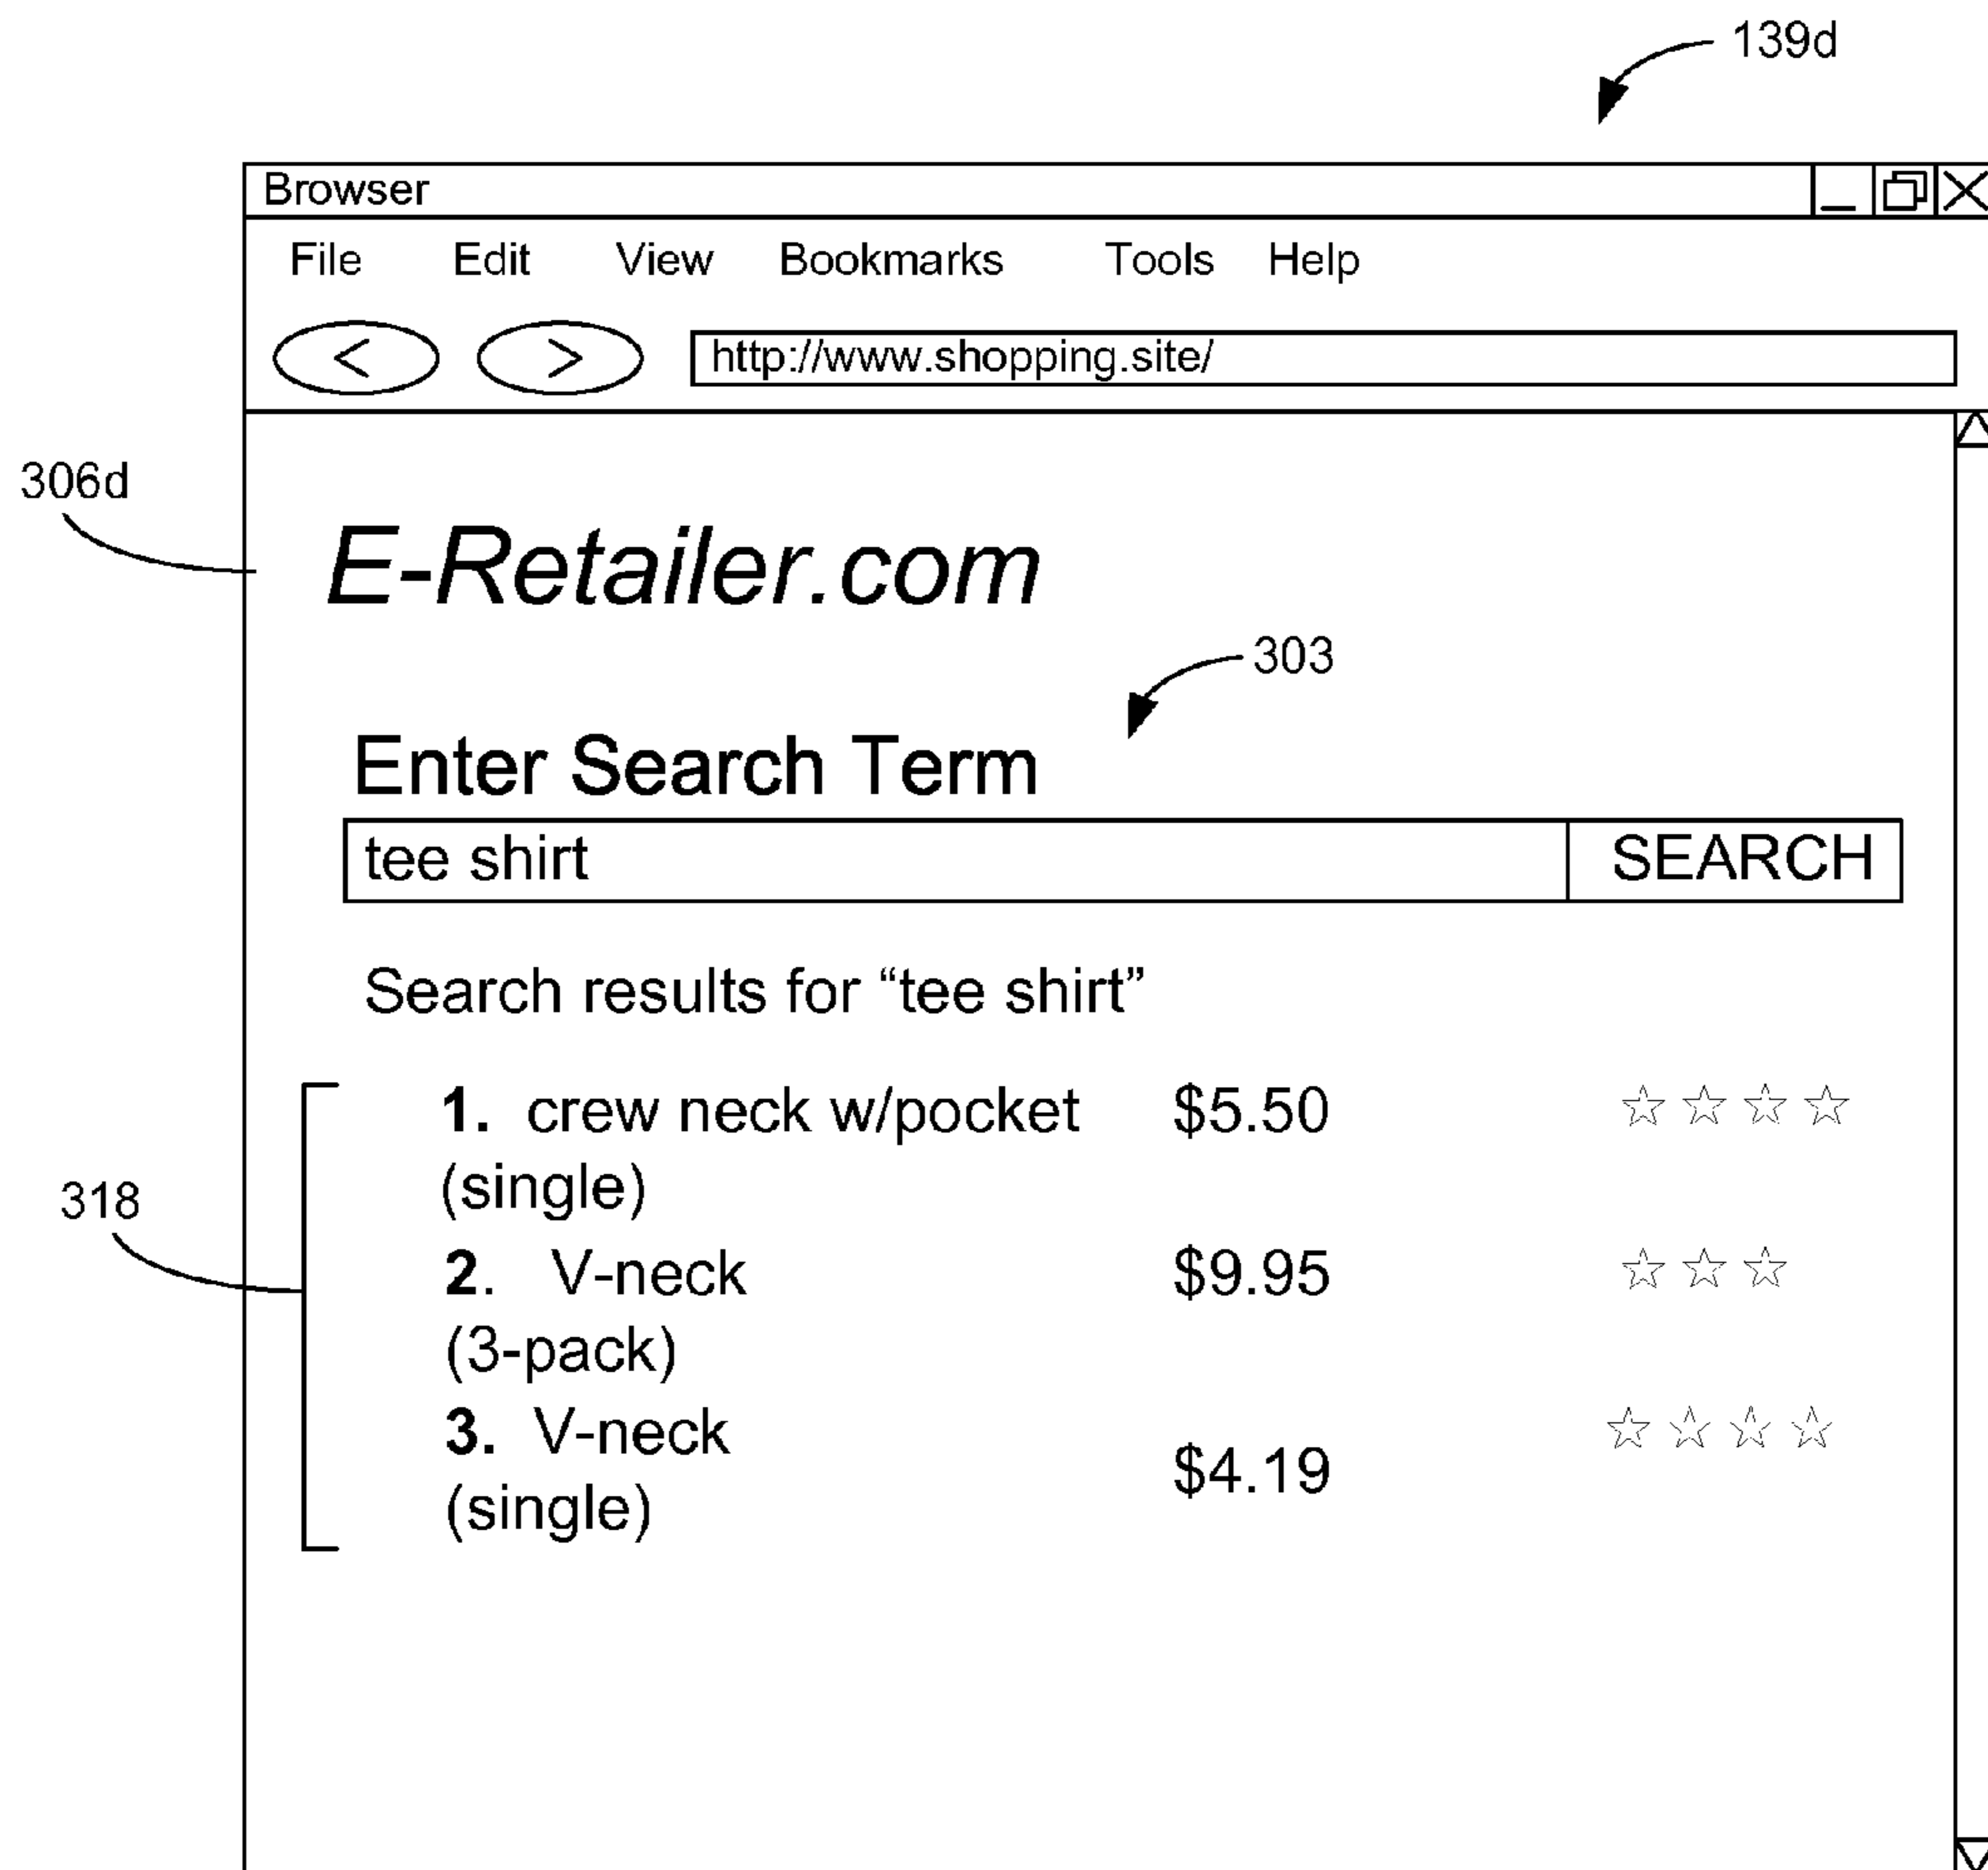 139d
Browser
File Edit View Bookmarks Tools Help
< > http://www.shopping.site/
306d
E-Retailer.com
303
Enter Search Term
tee shirt SEARCH
Search results for “tee shirt”
1. crew neck w/pocket $5.50 ☆ ☆ ☆ ☆
(single)
318
2. V-neck $9.95 ☆ ☆ ☆
(3-pack)
3. V-neck ☆ ☆ ☆ ☆
$4.19
(single)